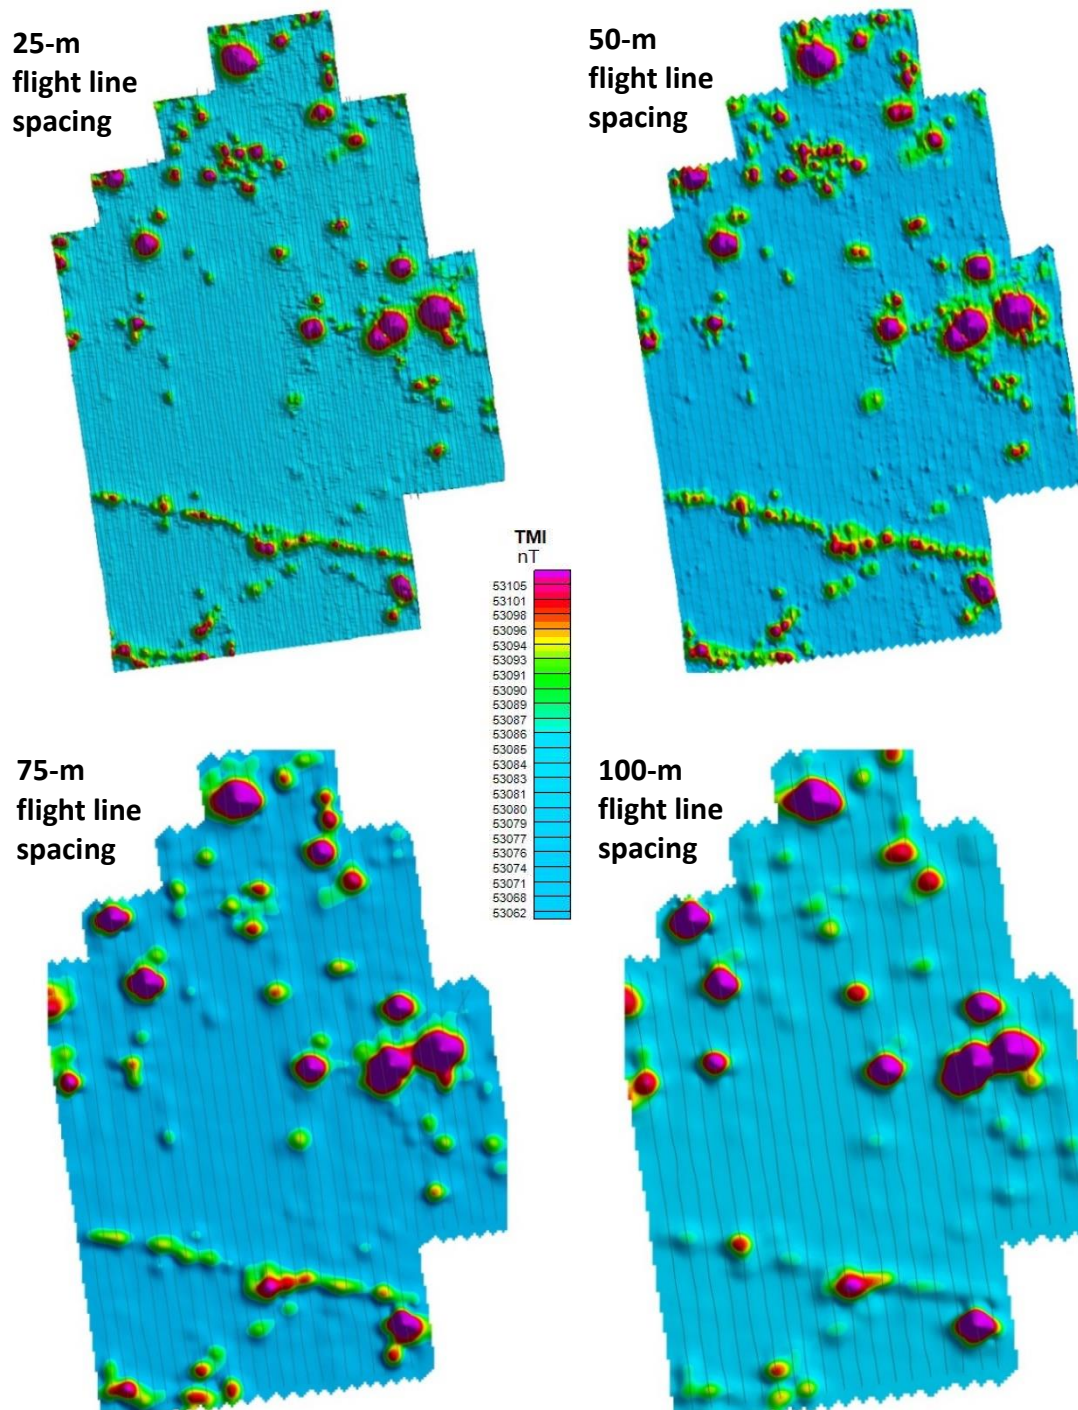 25-m
flight line
spacing
50-m
flight line
spacing
TMI
nT
53105
53101
53098
53096
53094
53093
53091
53090
53089
53087
53086
53085
53084
53083
53081
53080
53079
53077
53076
53074
53071
53068
53062
75-m
flight line
spacing
100-m
flight line
spacing